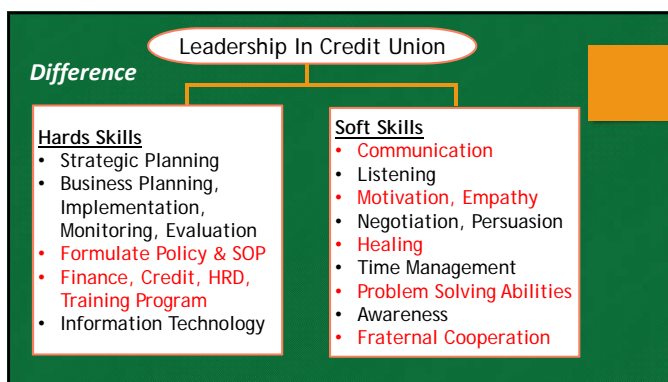 Leadership In Credit Union
Difference
Hards Skills
• Strategic Planning
• Business Planning,
Implementation,
Monitoring, Evaluation
• Formulate Policy & SOP
• Finance, Credit, HRD,
Training Program
• Information Technology
Soft Skills
• Communication
• Listening
• Motivation, Empathy
• Negotiation, Persuasion
• Healing
• Time Management
• Problem Solving Abilities
• Awareness
• Fraternal Cooperation